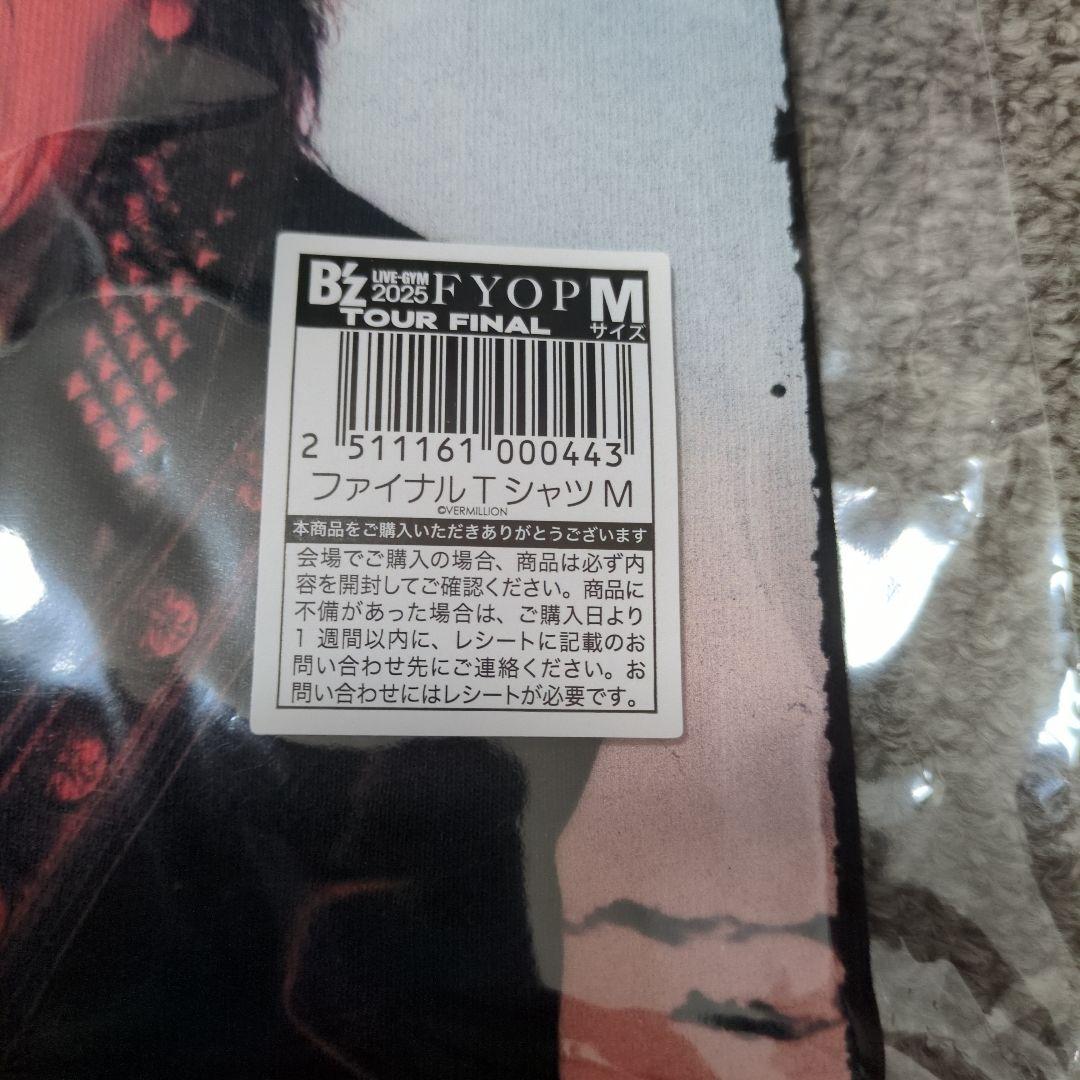 B'z LIVE-GYM 2025 FYOP M
TOUR FINAL サイズ
2 511161 000443
ファイナルTシャツ M
©VERMILLION
本商品をご購入いただきありがとうございます
会場でご購入の場合、商品は必ず内
容を開封してご確認ください。商品に
不備があった場合は、ご購入日より
1 週間以内に、レシートに記載のお
問い合わせ先にご連絡ください。お
問い合わせにはレシートが必要です。